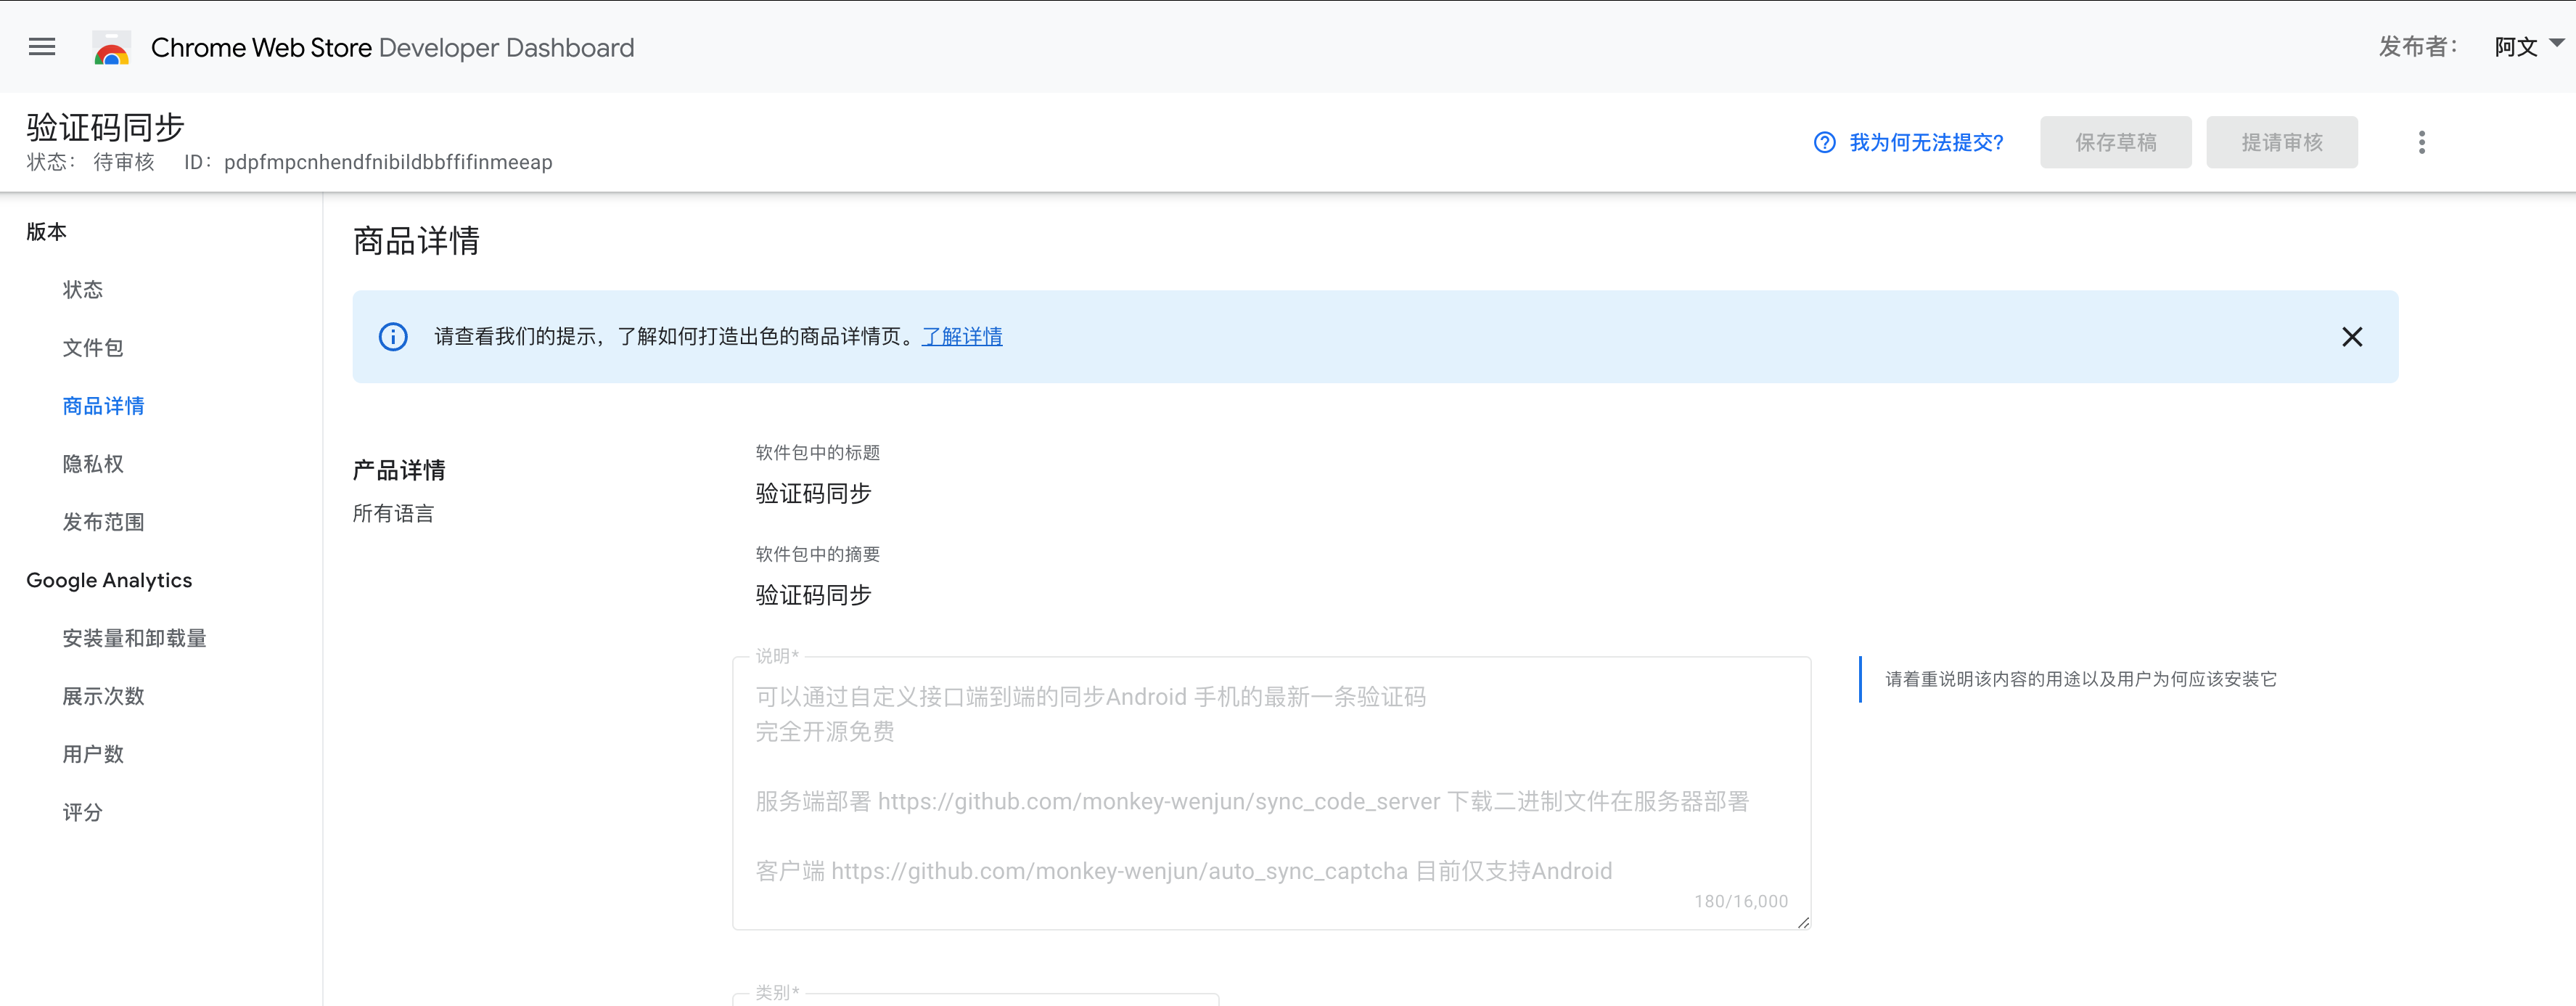 Chrome Web Store Developer Dashboard
发布者： 阿文
验证码同步
状态： 待审核 ID： pdpfmpcnhendfnibildbbffifinmeeap
我为何无法提交?
保存草稿
提请审核
版本
状态
文件包
商品详情
隐私权
发布范围
Google Analytics
安装量和卸载量
展示次数
用户数
评分
商品详情
请查看我们的提示，了解如何打造出色的商品详情页。了解详情
产品详情
所有语言
软件包中的标题
验证码同步
软件包中的摘要
验证码同步
说明*
可以通过自定义接口端到端的同步Android 手机的最新一条验证码
完全开源免费
服务端部署 https://github.com/monkey-wenjun/sync_code_server 下载二进制文件在服务器部署
客户端 https://github.com/monkey-wenjun/auto_sync_captcha 目前仅支持Android
180/16,000
请着重说明该内容的用途以及用户为何应该安装它
类别*